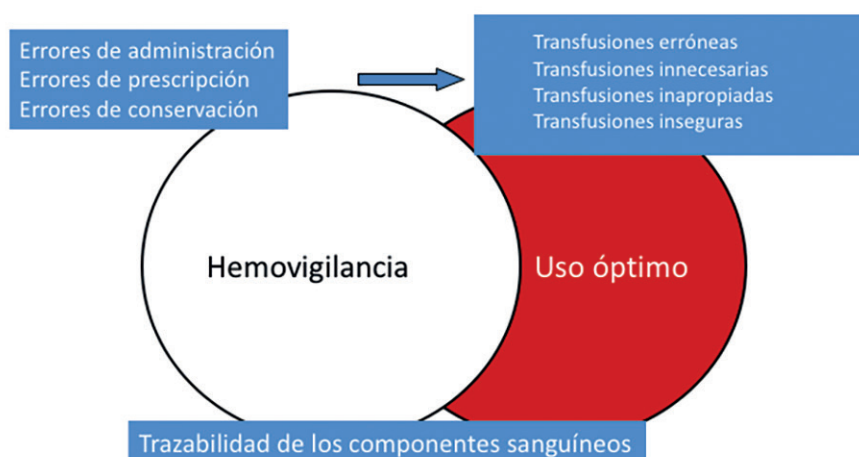 Errores de administración
Errores de prescripción
Errores de conservación
Transfusiones erróneas
Transfusiones innecesarias
Transfusiones inapropiadas
Transfusiones inseguras
Hemovigilancia
Uso óptimo
Trazabilidad de los componentes sanguíneos